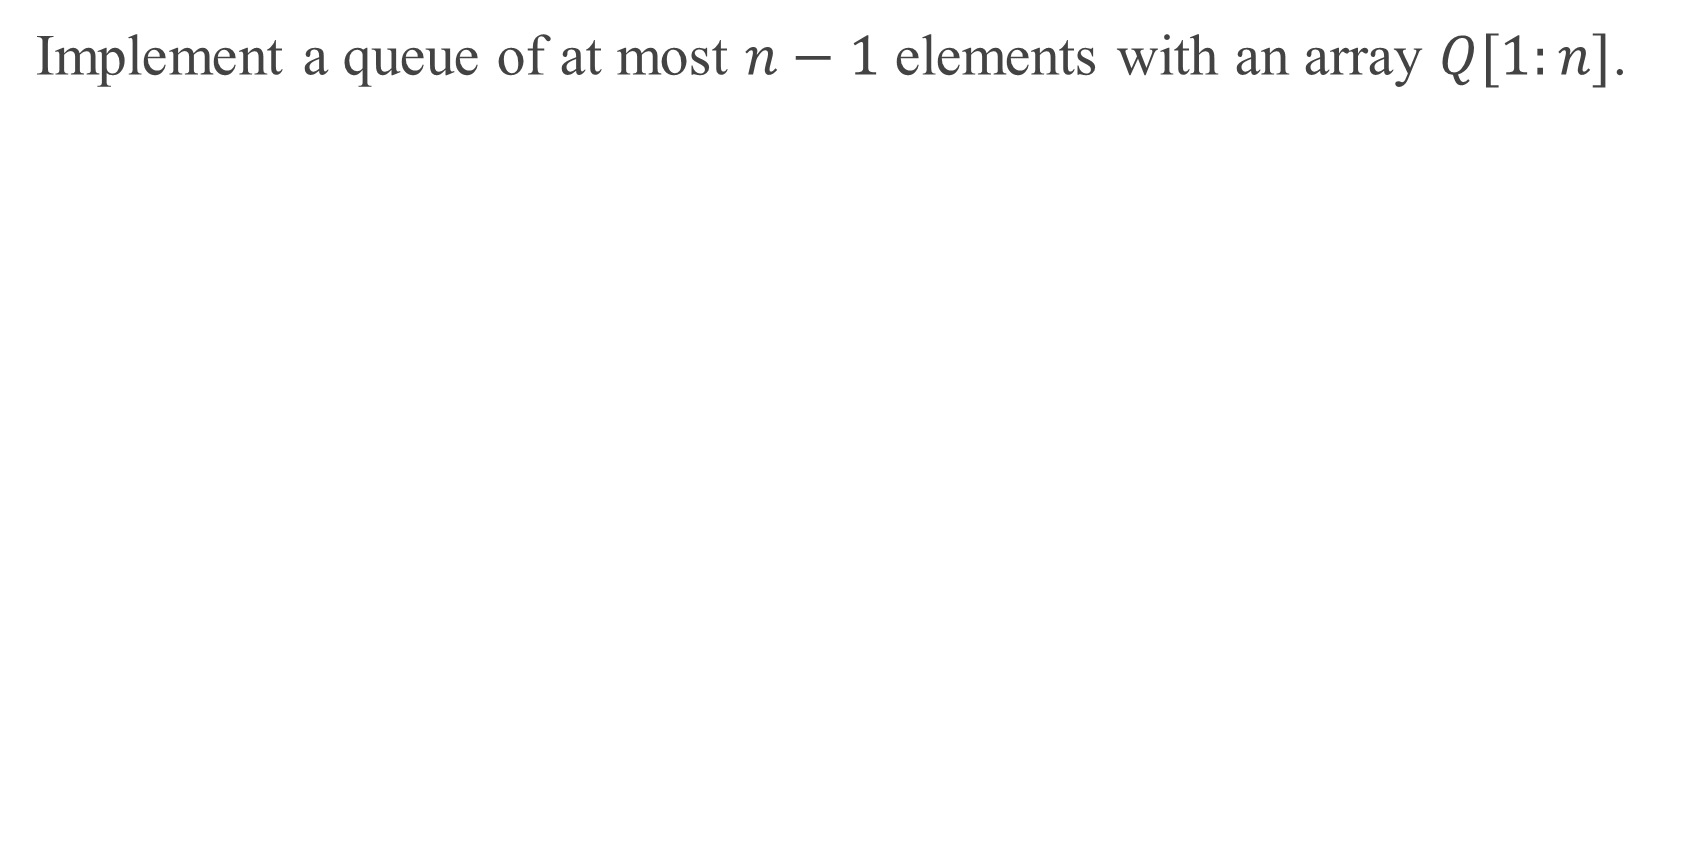 Implement a queue of at most 𝑛 − 1 elements with an array 𝑄[1: 𝑛].